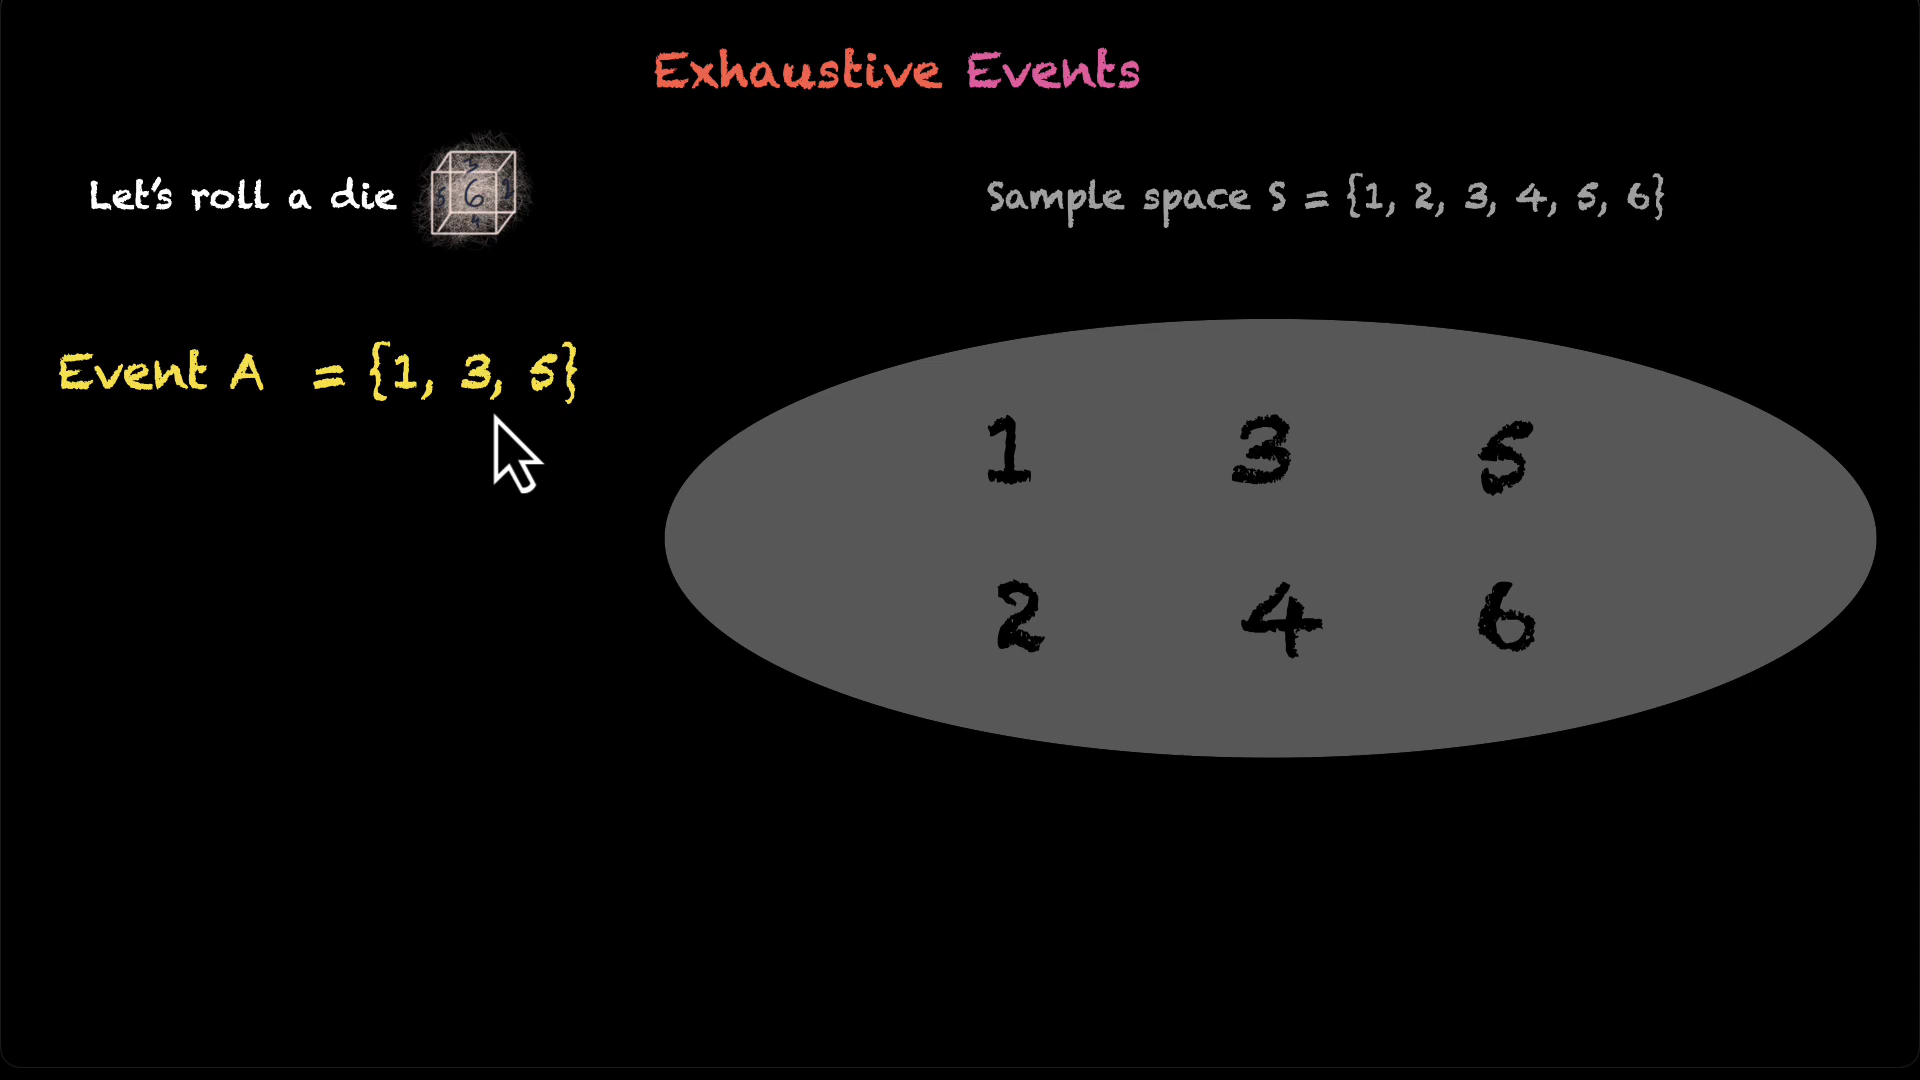 Exhaustive Events
Let's roll a die
Sample space S = {1, 2, 3, 4, 5, 6}
Event A = {1, 3, 5}
1 3 5
2 4 6